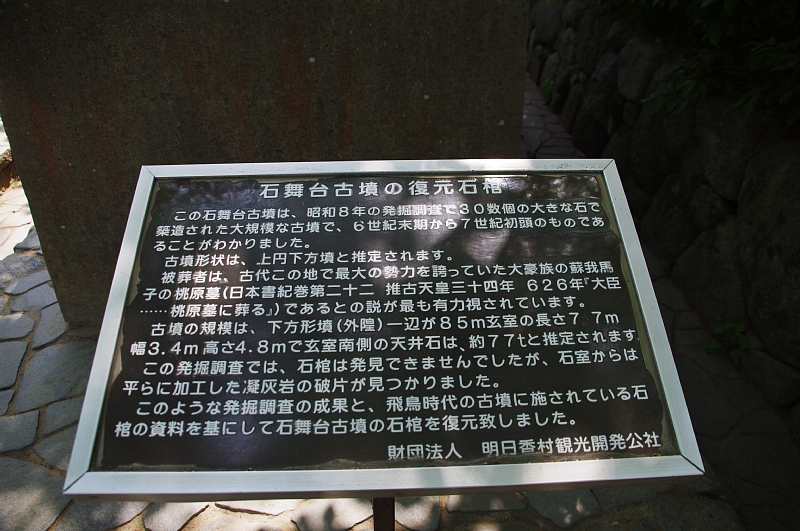 石舞台古墳の復元石棺
この石舞台古墳は、昭和８年の発掘調査で３０数個の大きな石で
築造された大規模な古墳で、６世紀末期から７世紀初頭のものであ
ることがわかりました。
古墳形状は、上円下方墳と推定されます。
被葬者は、古代この地で最大の勢力を誇っていた大豪族の蘇我馬
子の桃原墓(日本書紀巻第二十二 推古天皇三十四年 ６２６年『大臣
……桃原墓に葬る』)であるとの説が最も有力視されています。
古墳の規模は、下方形墳(外隍)一辺が８５ｍ玄室の長さ７.７ｍ
幅３.４ｍ高さ４.８ｍで玄室南側の天井石は、約７７ｔと推定されます。
この発掘調査では、石棺は発見できませんでしたが、石室からは
平らに加工した凝灰岩の破片が見つかりました。
このような発掘調査の成果と、飛鳥時代の古墳に施されている石
棺の資料を基にして石舞台古墳の石棺を復元致しました。
財団法人 明日香村観光開発公社